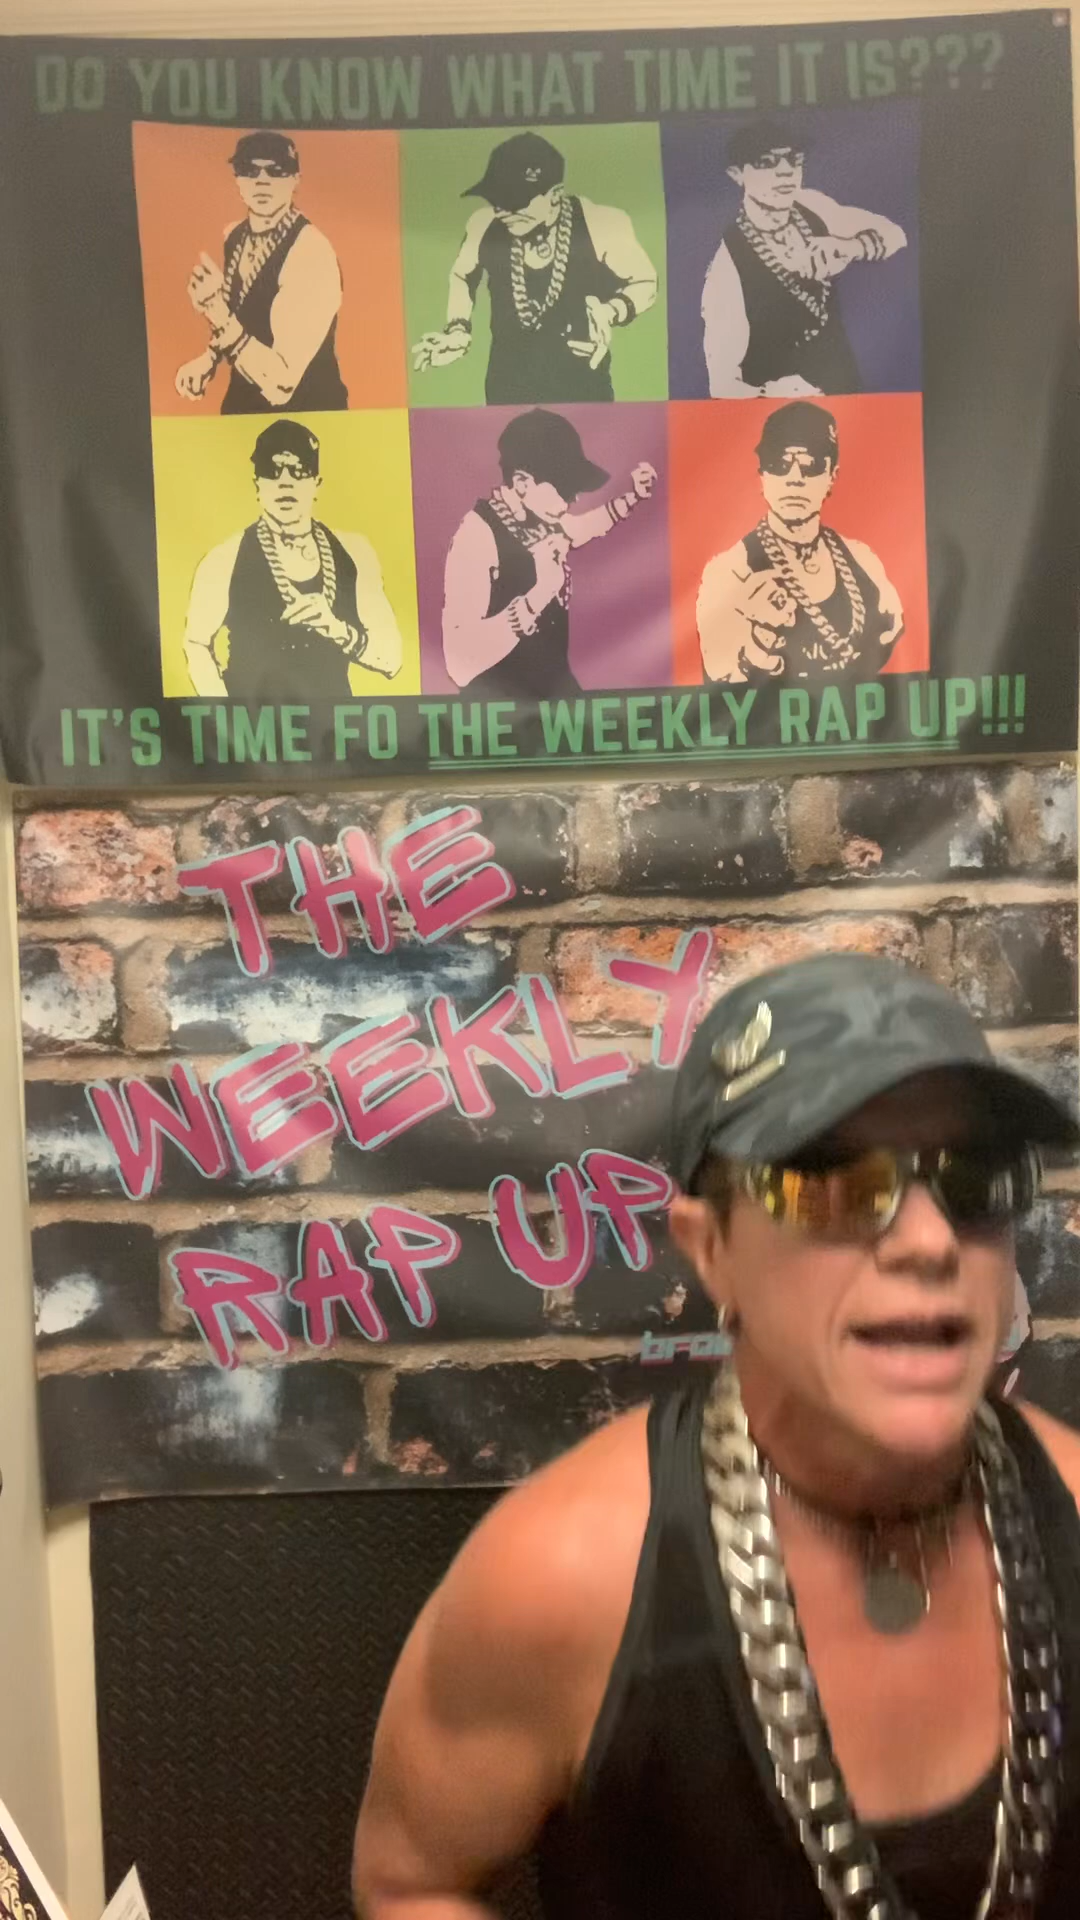 DO YOU KNOW WHAT TIME IT IS???
IT'S TIME FO THE WEEKLY RAP UP!!!
THE
WEEKLY
RAP UP